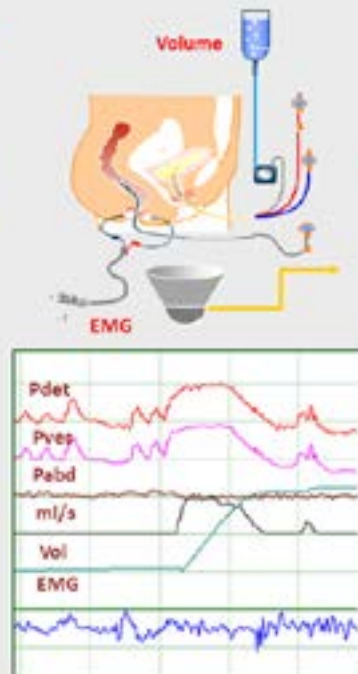 Volume
EMG
Pdet
Pves
Pabd
ml/s
Vol
EMG